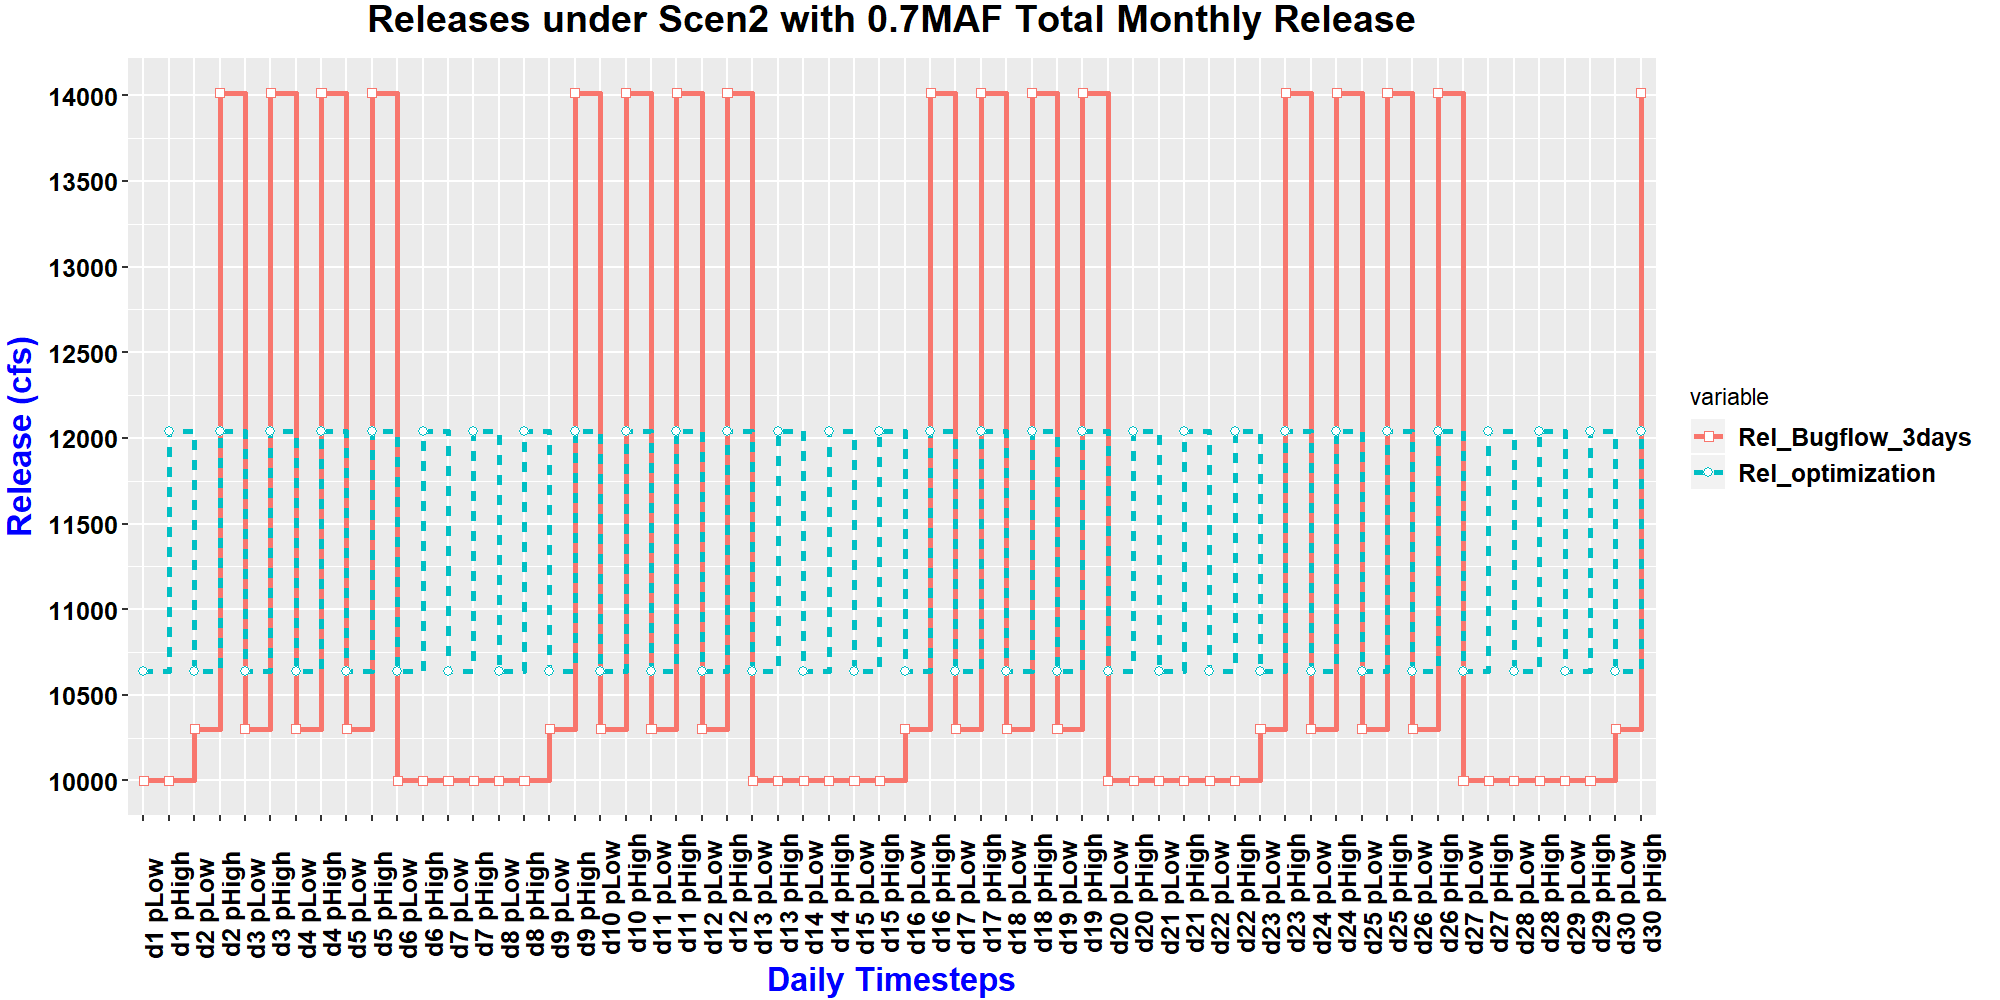 Releases under Scen2 with 0.7MAF Total Monthly Release
Release (cfs)
14000
13500
13000
12500
12000
11500
11000
10500
10000
d1 pLow
d1 pHigh
d2 pLow
d2 pHigh
d3 pLow
d3 pHigh
d4 pLow
d4 pHigh
d5 pLow
d5 pHigh
d6 pLow
d6 pHigh
d7 pLow
d7 pHigh
d8 pLow
d8 pHigh
d9 pLow
d9 pHigh
d10 pLow
d10 pHigh
d11 pLow
d11 pHigh
d12 pLow
d12 pHigh
d13 pLow
d13 pHigh
d14 pLow
d14 pHigh
d15 pLow
d15 pHigh
d16 pLow
d16 pHigh
d17 pLow
d17 pHigh
d18 pLow
d18 pHigh
d19 pLow
d19 pHigh
d20 pLow
d20 pHigh
d21 pLow
d21 pHigh
d22 pLow
d22 pHigh
d23 pLow
d23 pHigh
d24 pLow
d24 pHigh
d25 pLow
d25 pHigh
d26 pLow
d26 pHigh
d27 pLow
d27 pHigh
d28 pLow
d28 pHigh
d29 pLow
d29 pHigh
d30 pLow
d30 pHigh
Daily Timesteps
variable
Rel_Bugflow_3days
Rel_optimization